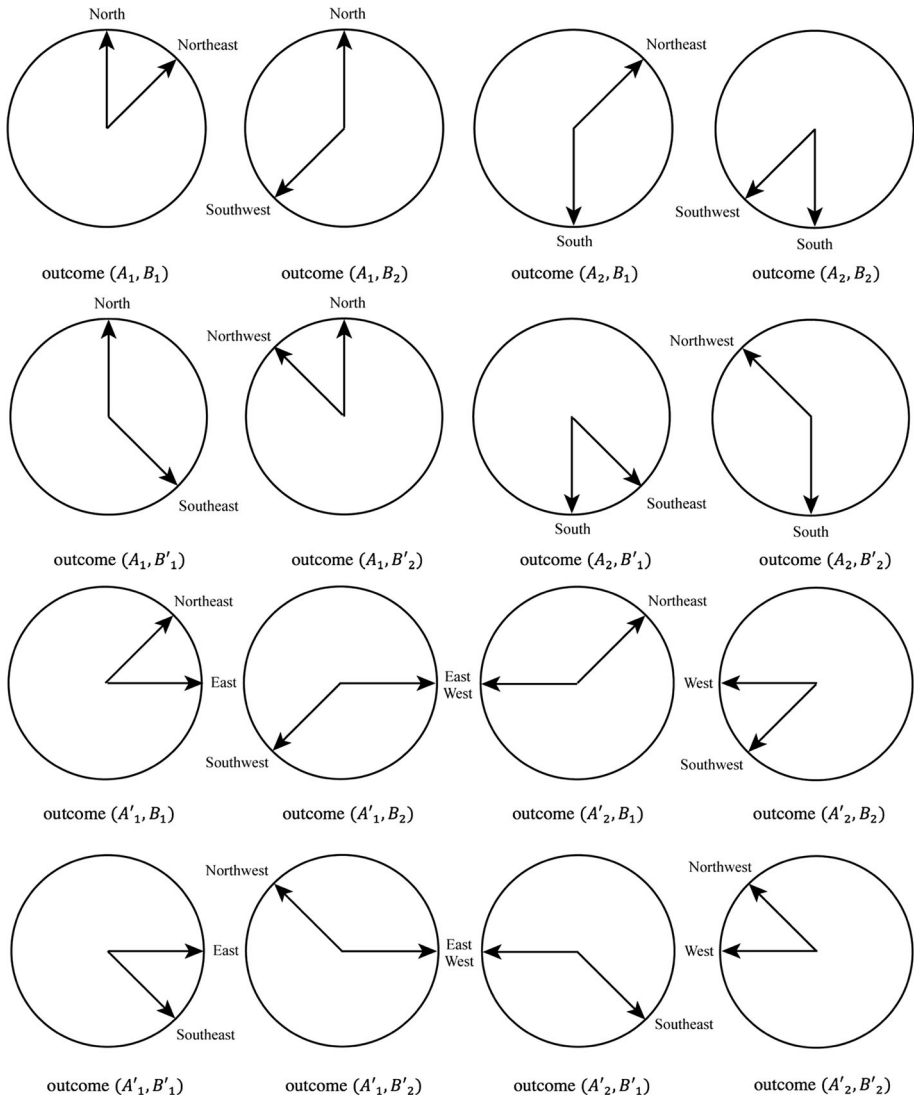 North
Northeast
North
Southwest
Northeast
South
Southwest
South
outcome (A₁, B₁)
outcome (A₁, B₂)
outcome (A₂, B₁)
outcome (A₂, B₂)
North
Southeast
Northwest
North
South
Southeast
Northwest
South
outcome (A₁, B'₁)
outcome (A₁, B'₂)
outcome (A₂, B'₁)
outcome (A₂, B'₂)
Northeast
East
Southwest
East
West
Northeast
West
Southwest
outcome (A'₁, B₁)
outcome (A'₁, B₂)
outcome (A'₂, B₁)
outcome (A'₂, B₂)
East
Southeast
Northwest
East
West
Southeast
Northwest
West
outcome (A'₁, B'₁)
outcome (A'₁, B'₂)
outcome (A'₂, B'₁)
outcome (A'₂, B'₂)